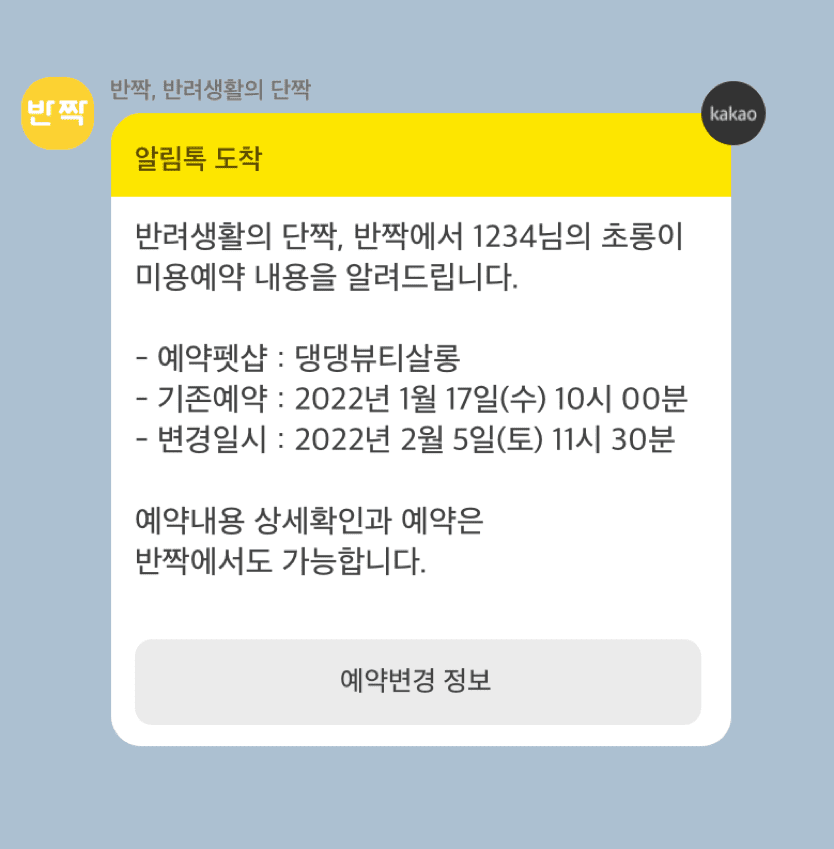 반짝, 반려생활의 단짝
반짝
kakao
알림톡 도착
반려생활의 단짝, 반짝에서 1234님의 초롱이
미용예약 내용을 알려드립니다.
- 예약펫샵 : 댕댕뷰티살롱
- 기존예약 : 2022년 1월 17일(수) 10시 00분
- 변경일시 : 2022년 2월 5일(토) 11시 30분
예약내용 상세확인과 예약은
반짝에서도 가능합니다.
예약변경 정보